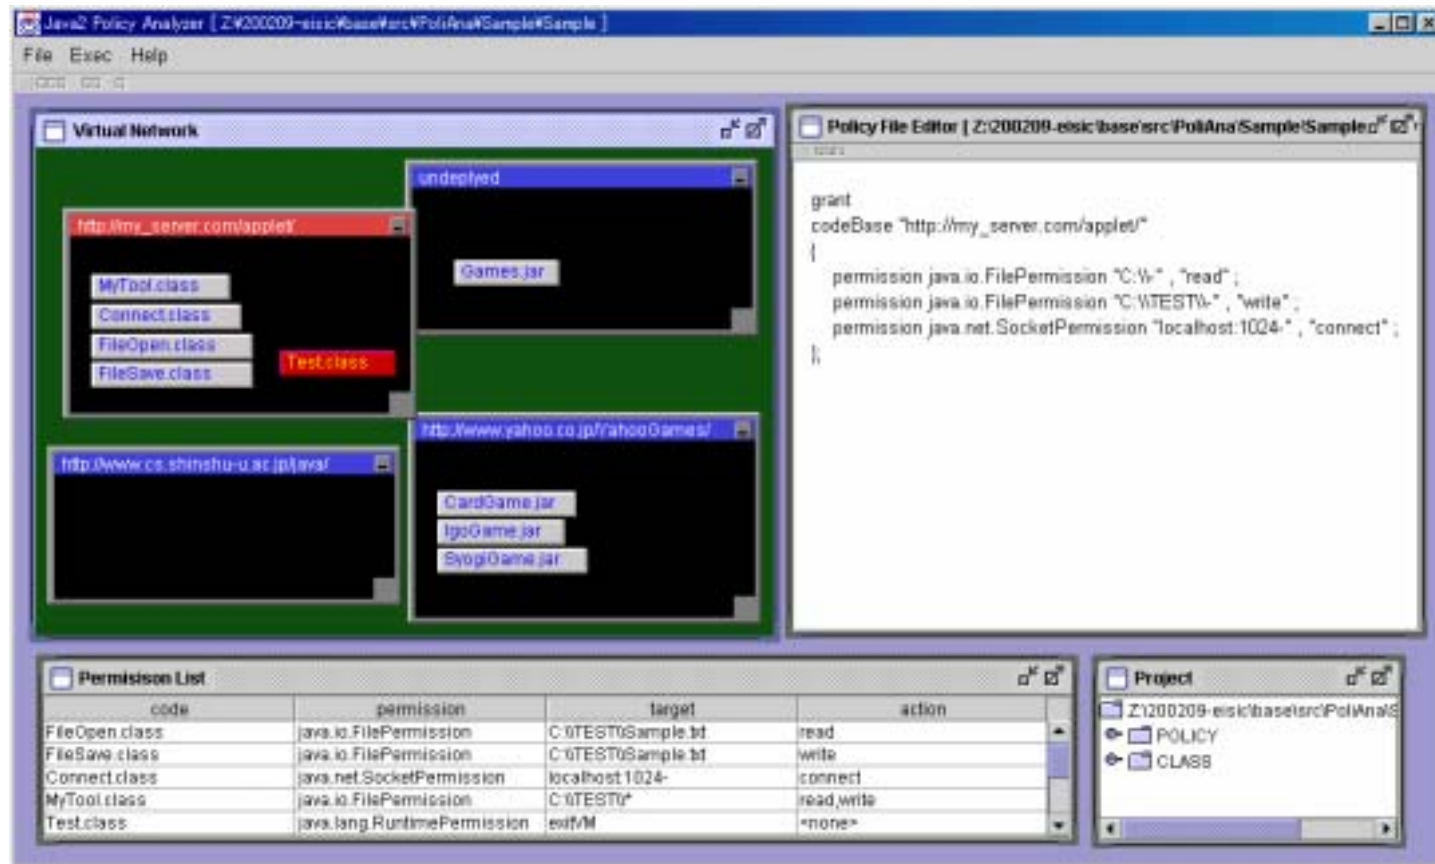 Java2 Policy Analyzer [ Z:¥200209-eisic¥base¥src¥PoliAna¥Sample¥Sample ]
File Exec Help
Virtual Network
undeplyed
Games.jar
http://my_server.com/applet/
MyTool.class
Connect.class
FileOpen.class
FileSave.class
Test.class
http://www.cs.shinshu-u.ac.jp/java/
http://www.yahoo.co.jp/YahooGames/
CardGame.jar
IgoGame.jar
SyogiGame.jar
Policy File Editor [ Z:\200209-eisic\base\src\PoliAna\Sample\Sample
grant
codeBase "http://my_server.com/applet/*"
{
permission java.io.FilePermission "C:\\-" , "read" ;
permission java.io.FilePermission "C:\\TEST\\-" , "write" ;
permission java.net.SocketPermission "localhost:1024-" , "connect" ;
};
Permisison List
code permission target action
FileOpen.class java.io.FilePermission C:\\TEST\\Sample.txt read
FileSave.class java.io.FilePermission C:\\TEST\\Sample.txt write
Connect.class java.net.SocketPermission localhost:1024- connect
MyTool.class java.io.FilePermission C:\\TEST\\* read,write
Test.class java.lang.RuntimePermission exitVM <none>
Project
Z:\200209-eisic\base\src\PoliAna\S
POLICY
CLASS